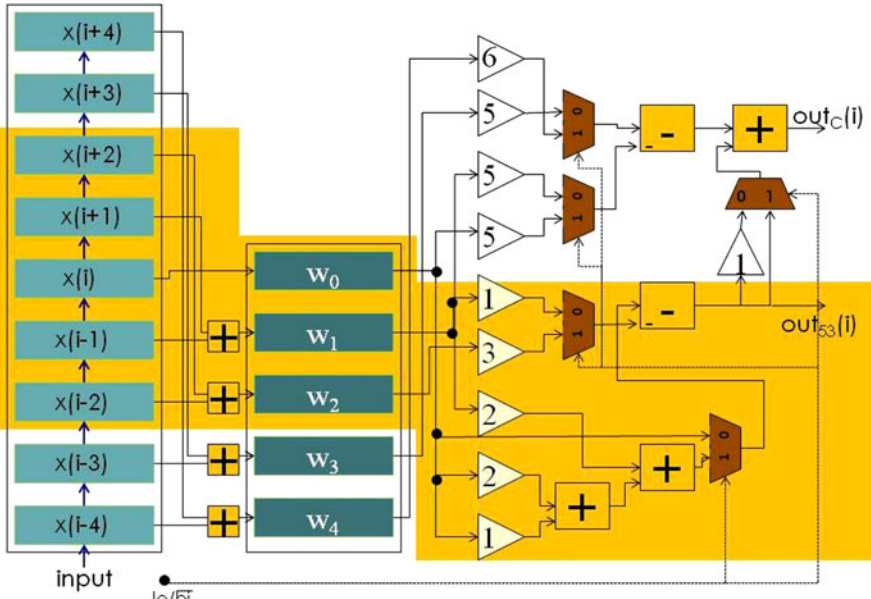 x(i+4)
x(i+3)
x(i+2)
x(i+1)
x(i)
x(i-1)
x(i-2)
x(i-3)
x(i-4)
input
+
+
+
+
w₀
w₁
w₂
w₃
w₄
6
5
5
5
1
3
2
2
1
1 0
1 0
1 0
1 0
+
+
-
-
-
-
+
0 1
1
out_C(i)
out₅₃(i)